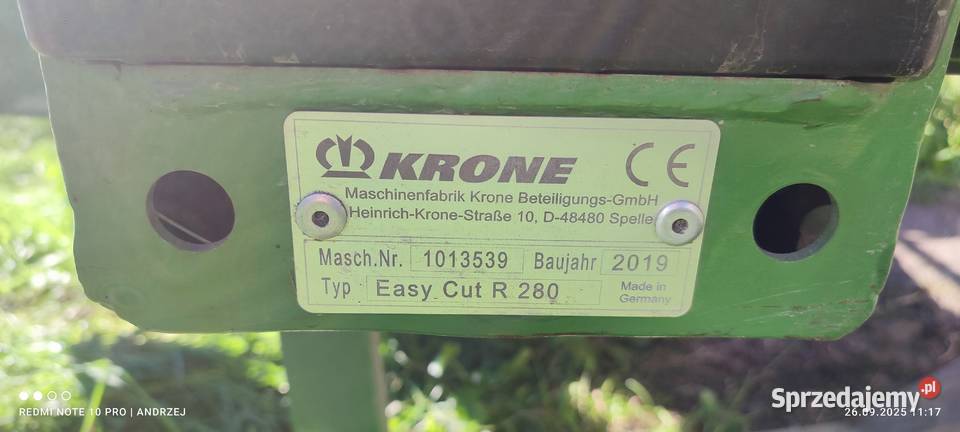 KRONE CE
Maschinenfabrik Krone Beteiligungs-GmbH
Heinrich-Krone-Straße 10, D-48480 Spelle
Masch.Nr. 1013539 Baujahr 2019
Typ Easy Cut R 280 Made in
Germany
REDMI NOTE 10 PRO | ANDRZEJ
Sprzedajemy .pl
26.09.2025 11:17